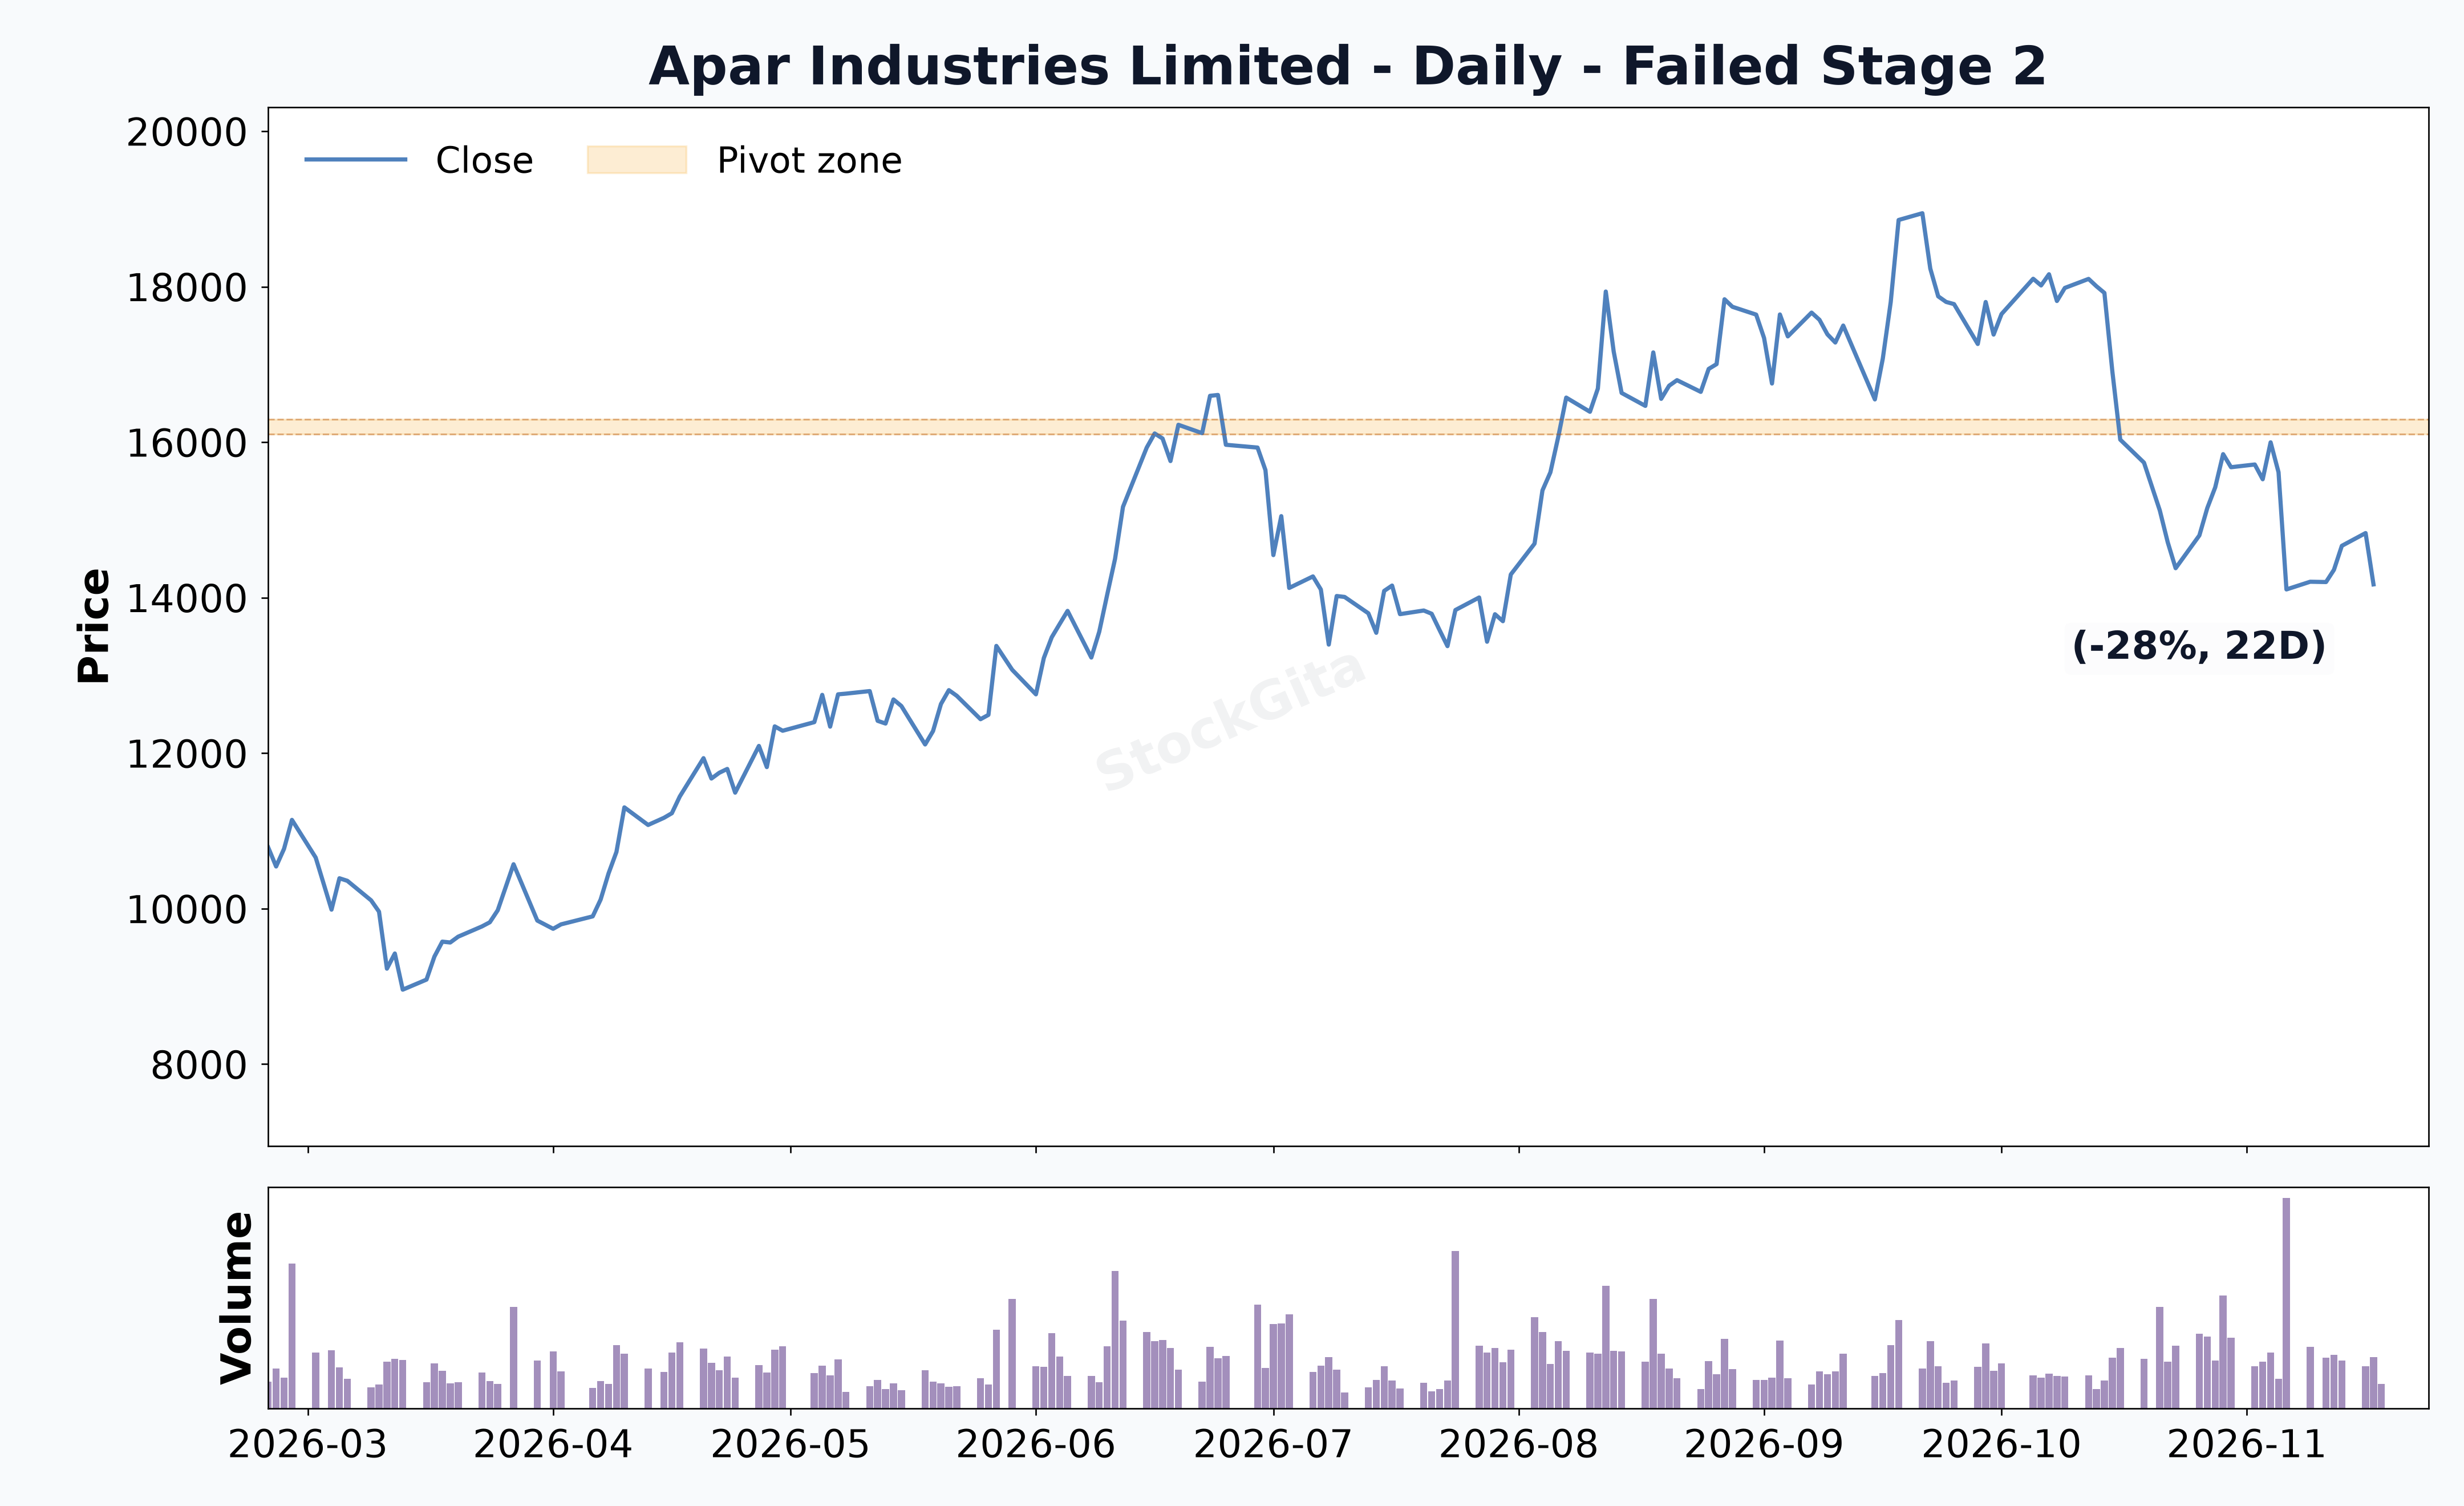 Apar Industries Limited - Daily - Failed Stage 2
Close
Pivot zone
Price
20000
18000
16000
14000
12000
10000
8000
(-28%, 22D)
StockGita
Volume
2026-03
2026-04
2026-05
2026-06
2026-07
2026-08
2026-09
2026-10
2026-11